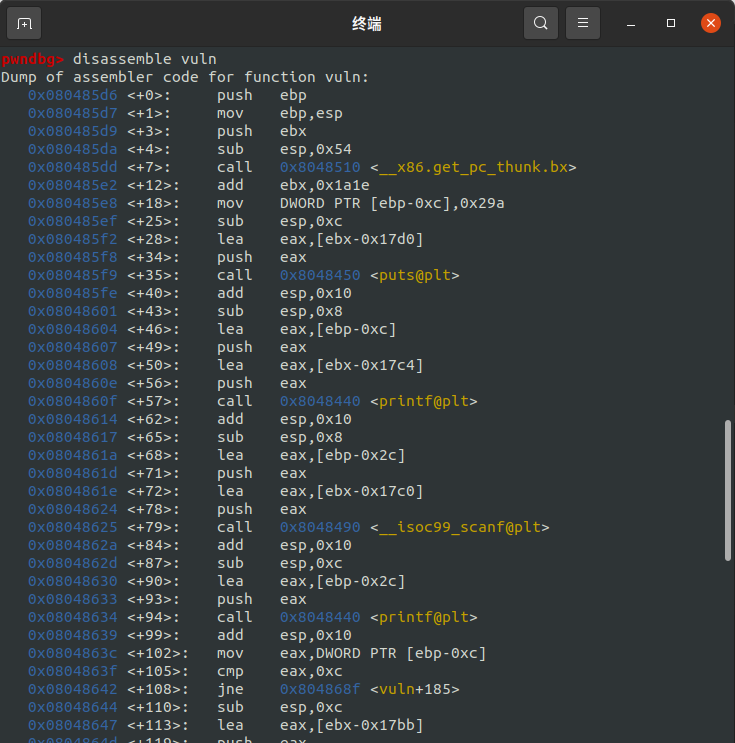 终端
pwndbg> disassemble vuln
Dump of assembler code for function vuln:
   0x080485d6 <+0>:     push   ebp
   0x080485d7 <+1>:     mov    ebp,esp
   0x080485d9 <+3>:     push   ebx
   0x080485da <+4>:     sub    esp,0x54
   0x080485dd <+7>:     call   0x8048510 <__x86.get_pc_thunk.bx>
   0x080485e2 <+12>:    add    ebx,0x1a1e
   0x080485e8 <+18>:    mov    DWORD PTR [ebp-0xc],0x29a
   0x080485ef <+25>:    sub    esp,0xc
   0x080485f2 <+28>:    lea    eax,[ebx-0x17d0]
   0x080485f8 <+34>:    push   eax
   0x080485f9 <+35>:    call   0x8048450 <puts@plt>
   0x080485fe <+40>:    add    esp,0x10
   0x08048601 <+43>:    sub    esp,0x8
   0x08048604 <+46>:    lea    eax,[ebp-0xc]
   0x08048607 <+49>:    push   eax
   0x08048608 <+50>:    lea    eax,[ebx-0x17c4]
   0x0804860e <+56>:    push   eax
   0x0804860f <+57>:    call   0x8048440 <printf@plt>
   0x08048614 <+62>:    add    esp,0x10
   0x08048617 <+65>:    sub    esp,0x8
   0x0804861a <+68>:    lea    eax,[ebp-0x2c]
   0x0804861d <+71>:    push   eax
   0x0804861e <+72>:    lea    eax,[ebx-0x17c0]
   0x08048624 <+78>:    push   eax
   0x08048625 <+79>:    call   0x8048490 <__isoc99_scanf@plt>
   0x0804862a <+84>:    add    esp,0x10
   0x0804862d <+87>:    sub    esp,0xc
   0x08048630 <+90>:    lea    eax,[ebp-0x2c]
   0x08048633 <+93>:    push   eax
   0x08048634 <+94>:    call   0x8048440 <printf@plt>
   0x08048639 <+99>:    add    esp,0x10
   0x0804863c <+102>:   mov    eax,DWORD PTR [ebp-0xc]
   0x0804863f <+105>:   cmp    eax,0xc
   0x08048642 <+108>:   jne    0x804868f <vuln+185>
   0x08048644 <+110>:   sub    esp,0xc
   0x08048647 <+113>:   lea    eax,[ebx-0x17bb]
   0x0804864d <+119>:   push   eax